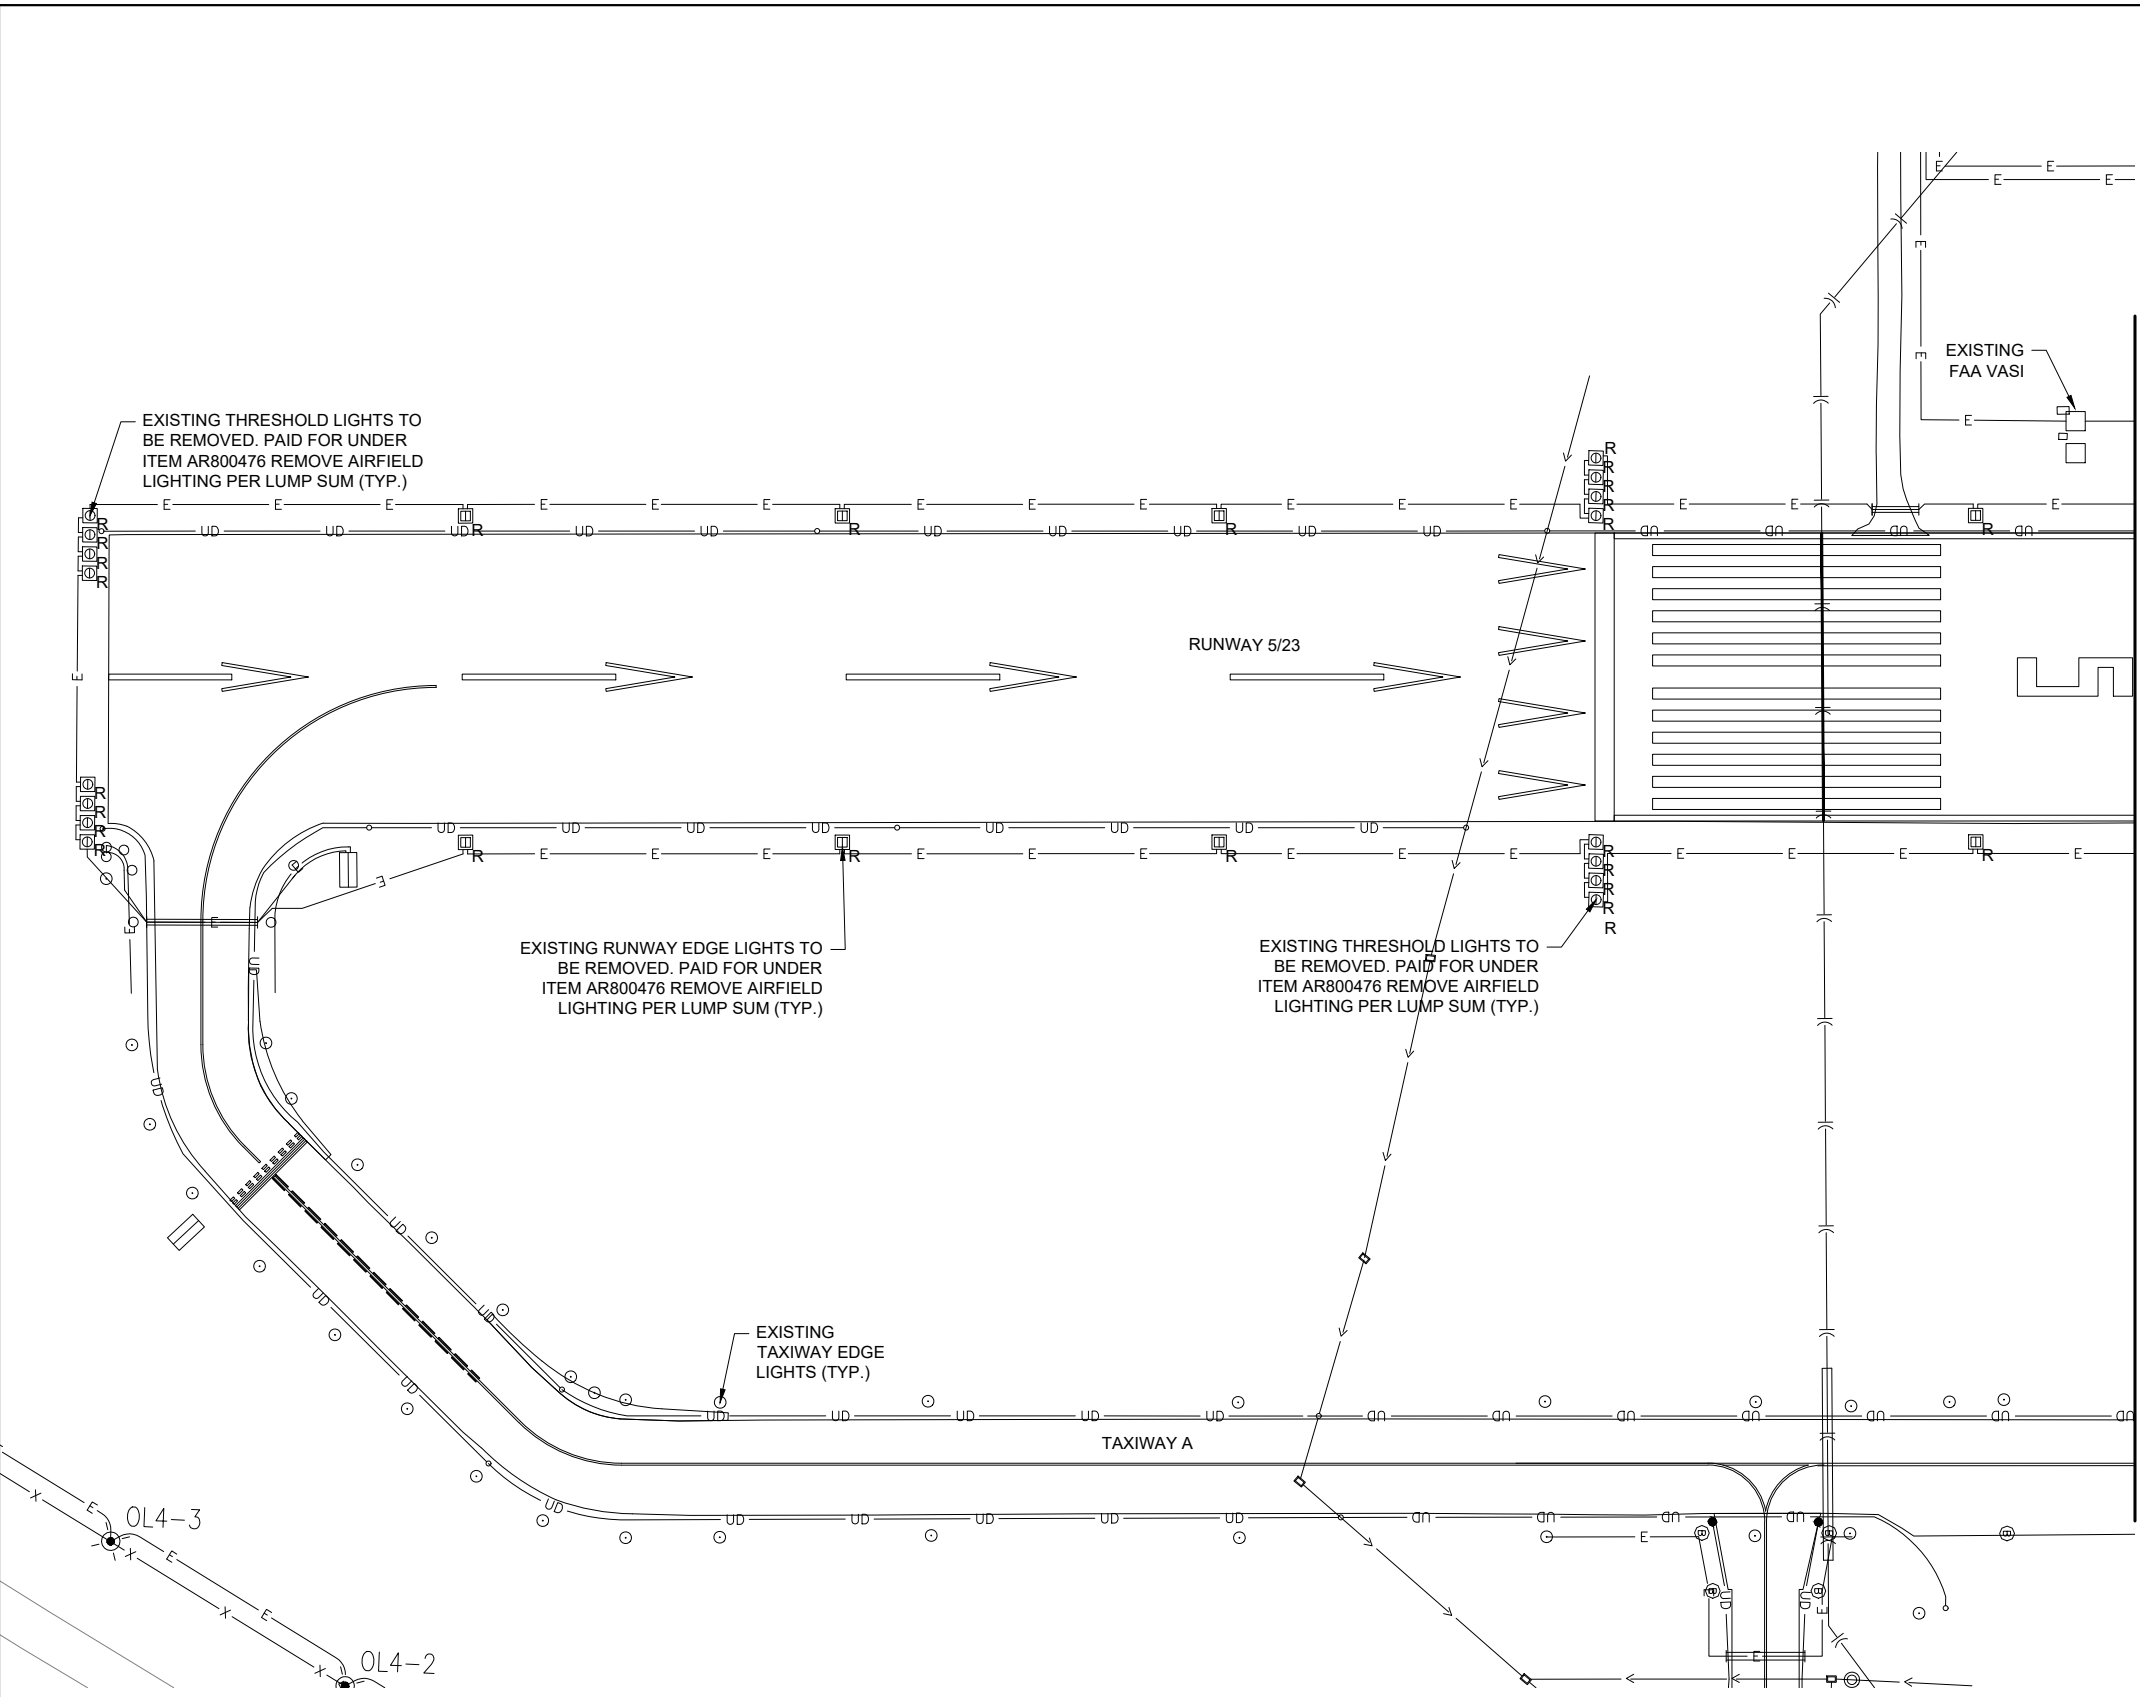 EXISTING
FAA VASI
EXISTING THRESHOLD LIGHTS TO
BE REMOVED. PAID FOR UNDER
ITEM AR800476 REMOVE AIRFIELD
LIGHTING PER LUMP SUM (TYP.)
RUNWAY 5/23
EXISTING RUNWAY EDGE LIGHTS TO
BE REMOVED. PAID FOR UNDER
ITEM AR800476 REMOVE AIRFIELD
LIGHTING PER LUMP SUM (TYP.)
EXISTING THRESHOLD LIGHTS TO
BE REMOVED. PAID FOR UNDER
ITEM AR800476 REMOVE AIRFIELD
LIGHTING PER LUMP SUM (TYP.)
EXISTING
TAXIWAY EDGE
LIGHTS (TYP.)
TAXIWAY A
OL4-3
OL4-2